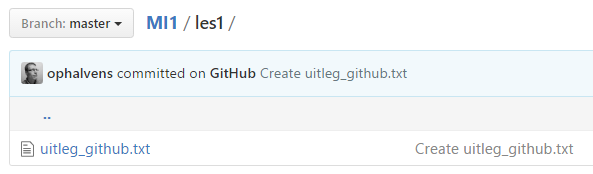 Branch: master MI1 / les1 /
ophalvens committed on GitHub Create uitleg_github.txt
..
uitleg_github.txt Create uitleg_github.txt